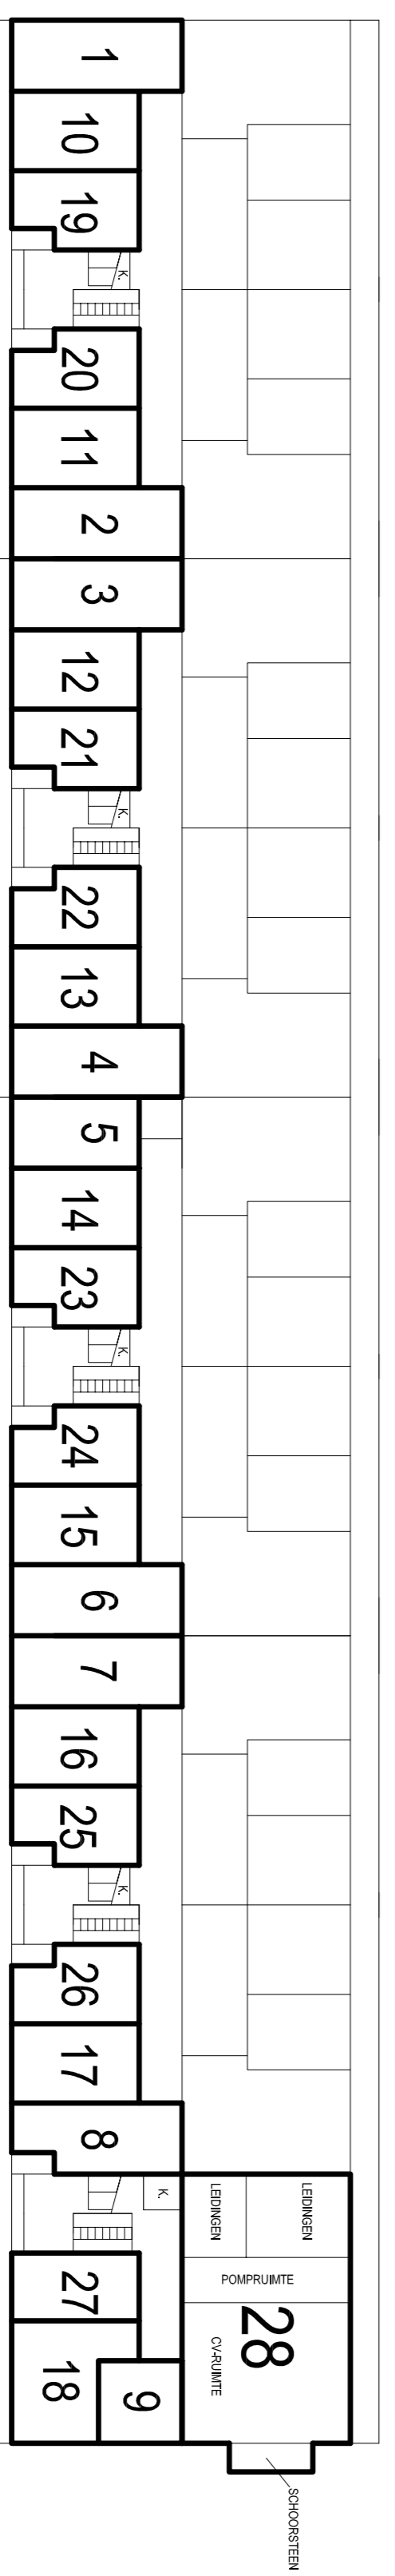 1
10
19
K.
20
11
2
3
12
21
K.
22
13
4
5
14
23
K.
24
15
6
7
16
25
K.
26
17
8
K.
LEIDINGEN
LEIDINGEN
POMPRUIMTE
27
28
CV-RUIMTE
18
9
SCHOORSTEEN